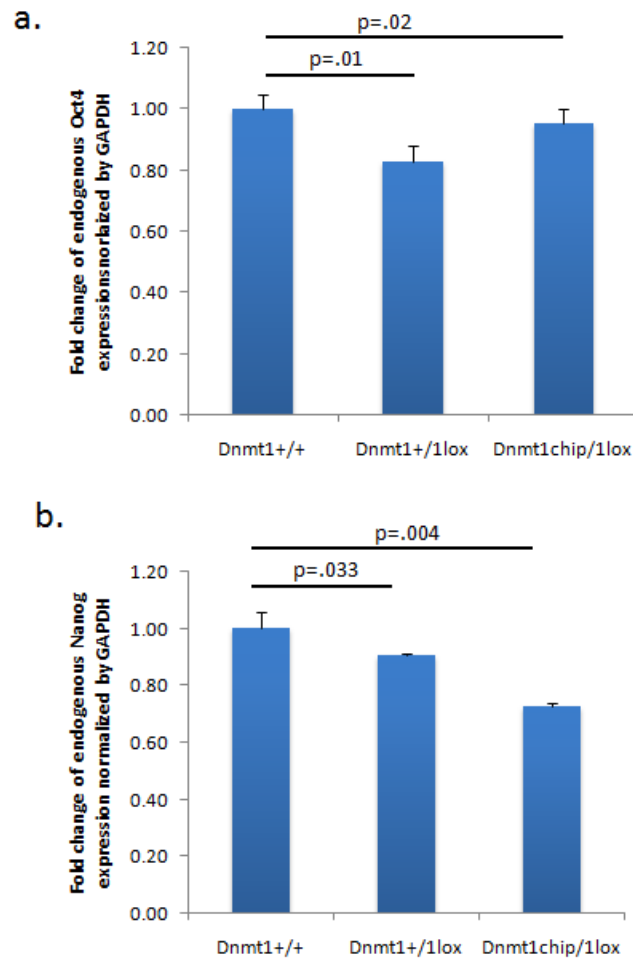 a.
p=.02
p=.01
Fold change of endogenous Oct4
expressionsnorlaized by GAPDH
1.20
1.00
0.80
0.60
0.40
0.20
0.00
Dnmt1+/+ Dnmt1+/1lox Dnmt1chip/1lox
b.
p=.004
p=.033
Fold change of endogenous Nanog
expression normalized by GAPDH
1.20
1.00
0.80
0.60
0.40
0.20
0.00
Dnmt1+/+ Dnmt1+/1lox Dnmt1chip/1lox